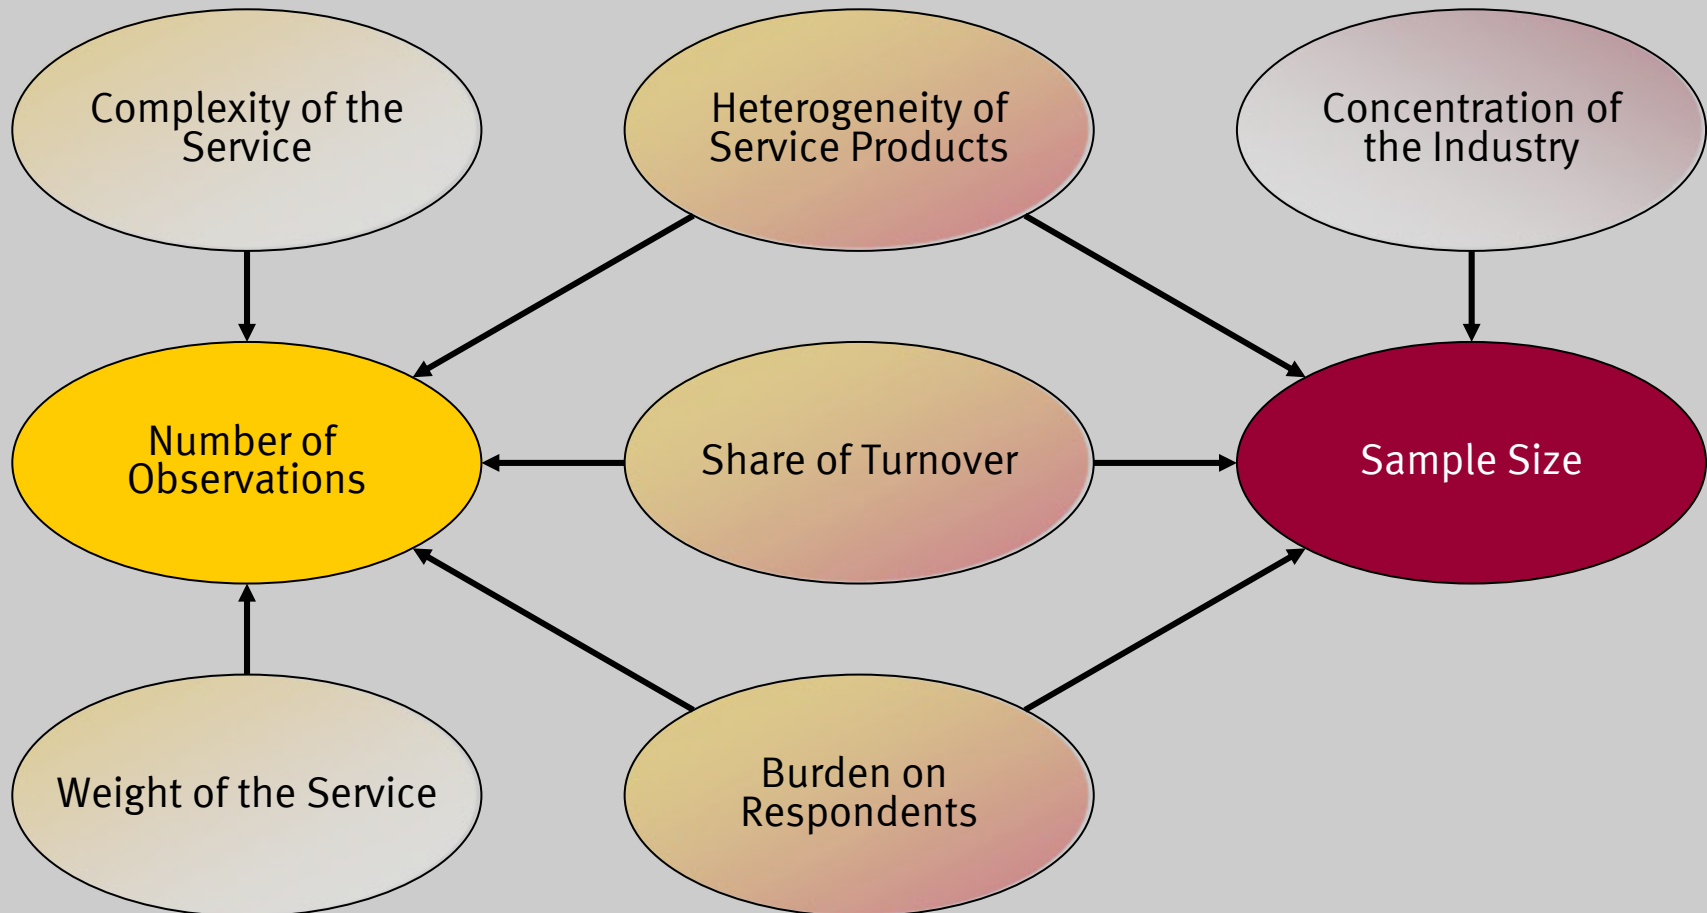 Complexity of the
Service
Heterogeneity of
Service Products
Concentration of
the Industry
Number of
Observations
Share of Turnover
Sample Size
Weight of the Service
Burden on
Respondents